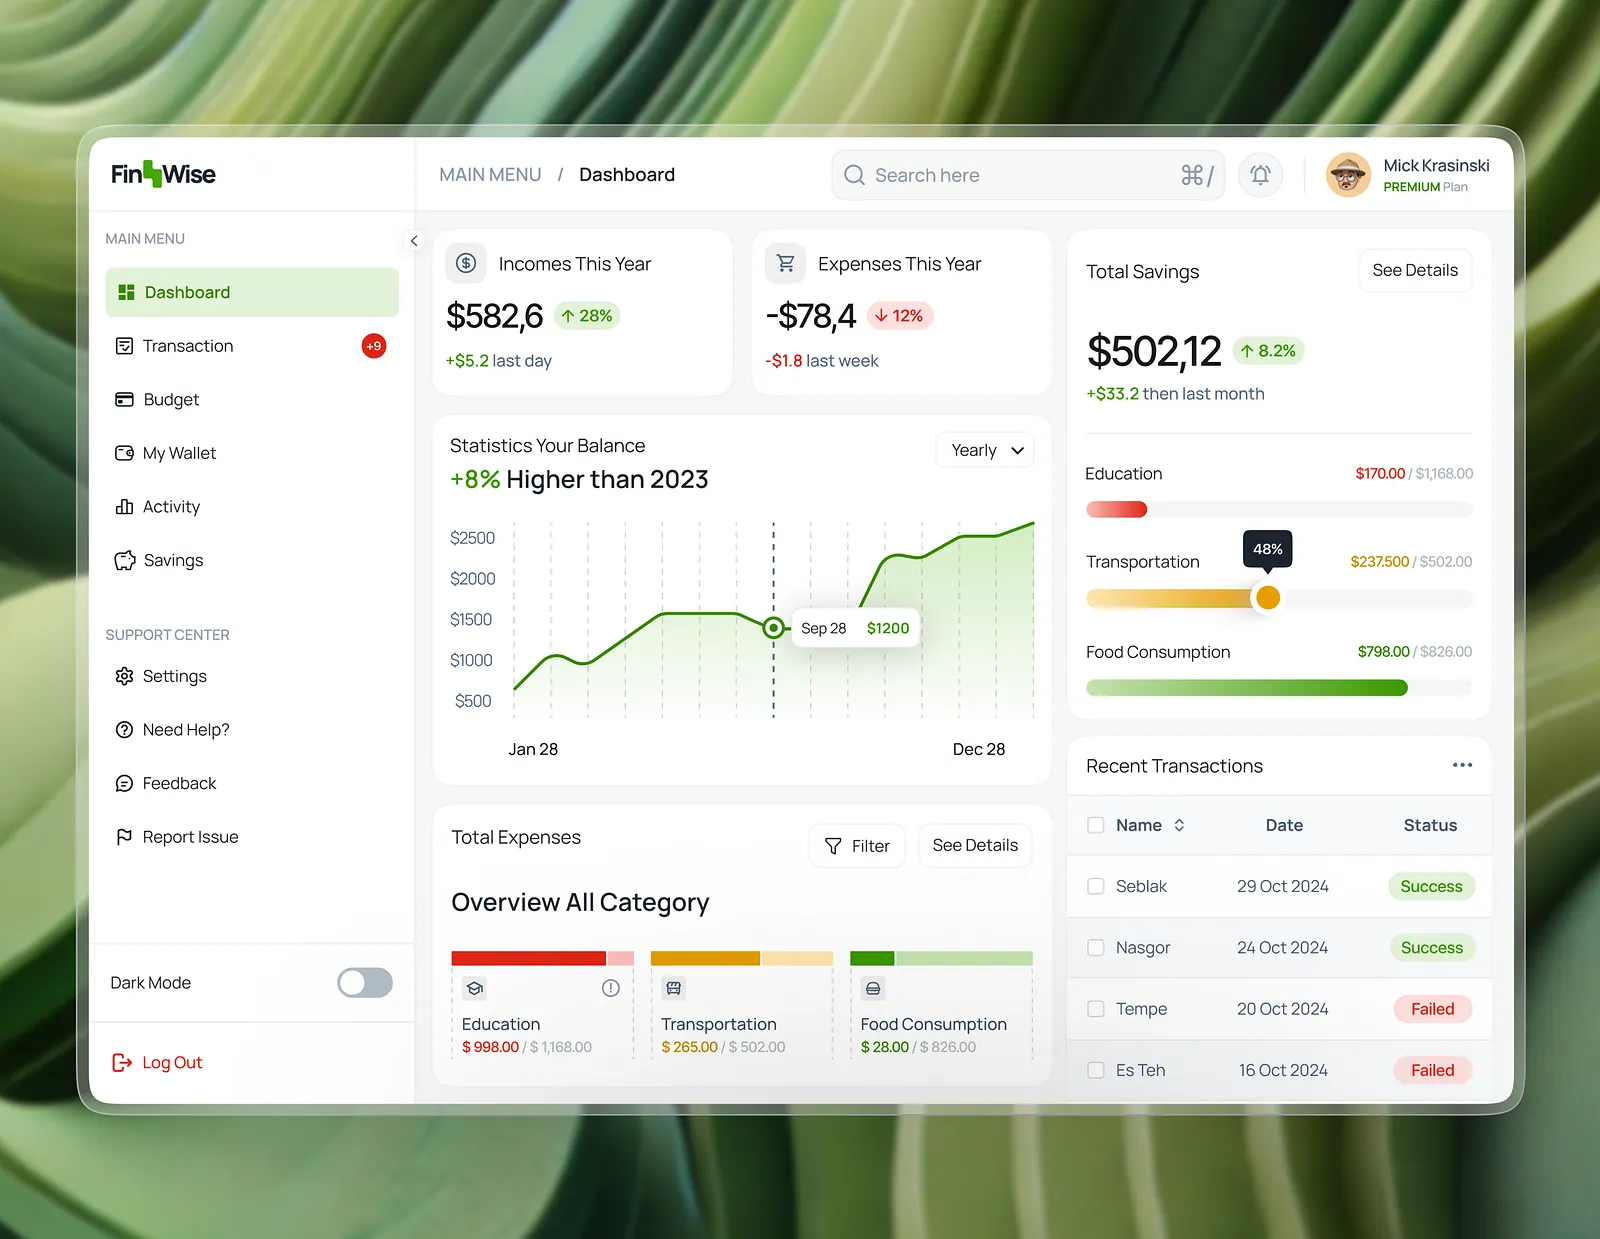 Fin Wise
MAIN MENU / Dashboard
Search here ⌘/
Mick Krasinski
PREMIUM Plan
MAIN MENU
Dashboard
Transaction +9
Budget
My Wallet
Activity
Savings
SUPPORT CENTER
Settings
Need Help?
Feedback
Report Issue
Dark Mode
Log Out
Incomes This Year
$582,6 ↑ 28%
+$5.2 last day
Expenses This Year
-$78,4 ↓ 12%
-$1.8 last week
Statistics Your Balance
Yearly
+8% Higher than 2023
$2500
$2000
$1500
$1000
$500
Sep 28 $1200
Jan 28 Dec 28
Total Expenses
Filter
See Details
Overview All Category
Education
$ 998.00 / $ 1,168.00
Transportation
$ 265.00 / $ 502.00
Food Consumption
$ 28.00 / $ 826.00
Total Savings
See Details
$502,12 ↑ 8.2%
+$33.2 then last month
Education $170.00 / $1,168.00
48%
Transportation $237.500 / $502.00
Food Consumption $798.00 / $826.00
Recent Transactions
Name Date Status
Seblak 29 Oct 2024 Success
Nasgor 24 Oct 2024 Success
Tempe 20 Oct 2024 Failed
Es Teh 16 Oct 2024 Failed